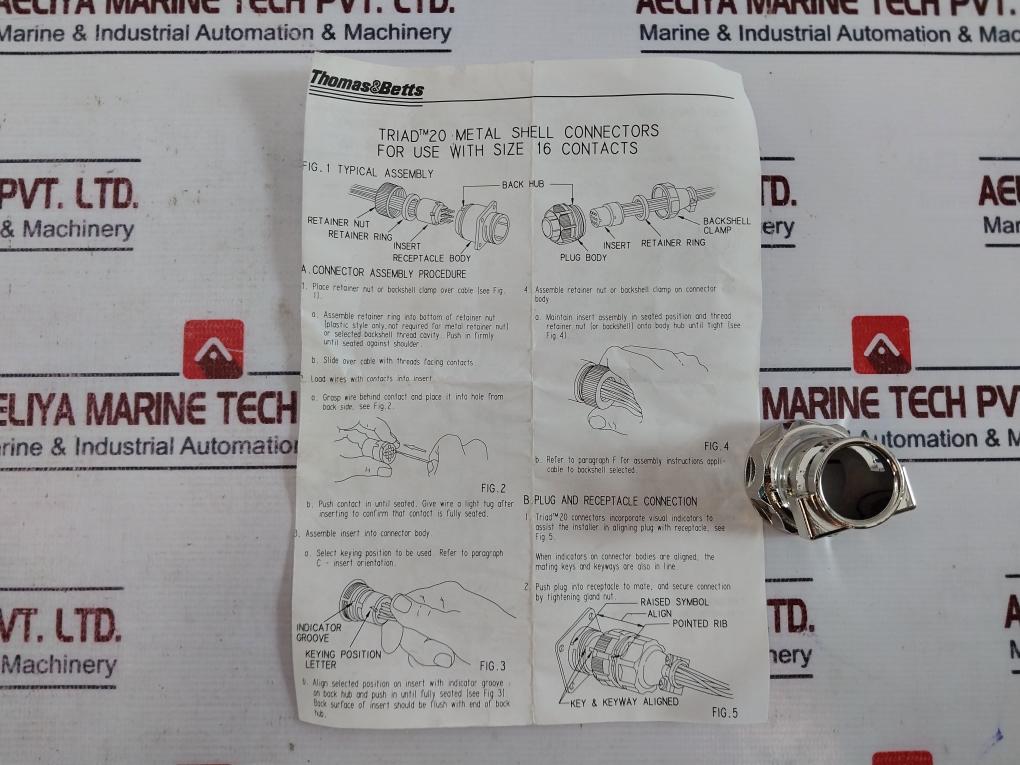 AELIYA MARINE TECH PVT. LTD.
Marine & Industrial Automation & Machinery
AELIYA MARINE TECH PVT.
Marine & Industrial Automation & Mac
PVT. LTD.
& Machinery
AEL
Mar
Thomas&Betts
TRIAD™20 METAL SHELL CONNECTORS
FOR USE WITH SIZE 16 CONTACTS
FIG.1 TYPICAL ASSEMBLY
BACK HUB
RETAINER NUT
RETAINER RING
INSERT
RECEPTACLE BODY
BACKSHELL
CLAMP
RETAINER RING
INSERT
PLUG BODY
A.CONNECTOR ASSEMBLY PROCEDURE
1. Place retainer nut or backshell clamp over cable (see Fig.
1).
a. Assemble retainer ring into bottom of retainer nut
(plastic style only,not required for metal retainer nut)
or selected backshell thread cavity. Push in firmly
until seated against shoulder.
b. Slide over cable with threads facing contacts.
Load wires with contacts into insert.
a. Grasp wire behind contact and place it into hole from
back side, see Fig.2.
FIG.2
b. Push contact in until seated. Give wire a light tug after
inserting to confirm that contact is fully seated.
3. Assemble insert into connector body.
a. Select keying position to be used. Refer to paragraph
C - insert orientation.
INDICATOR
GROOVE
KEYING POSITION
LETTER
FIG.3
b. Align selected position on insert with indicator groove
on back hub and push in until fully seated (see Fig 3).
Back surface of insert should be flush with end of back
hub.
4. Assemble retainer nut or backshell clamp on connector
body
a. Maintain insert assembly in seated position and thread
retainer nut (or backshell) onto body hub until tight (see
Fig. 4).
FIG.4
b. Refer to paragraph F for assembly instructions appli-
cable to backshell selected.
B.PLUG AND RECEPTACLE CONNECTION
1. Triad™20 connectors incorporate visual indicators to
assist the installer in aligning plug with receptacle, see
Fig 5.
When indicators on connector bodies are aligned, the
mating keys and keyways are also in line.
2. Push plug into receptacle to mate, and secure connection
by tightening gland nut.
RAISED SYMBOL
ALIGN
POINTED RIB
KEY & KEYWAY ALIGNED
FIG.5
ELIYA MARINE TECH
rine & Industrial Automation
MARINE TECH PVT
utomation & M
VT. LTD.
Machinery
nery
nery
AE
Ma